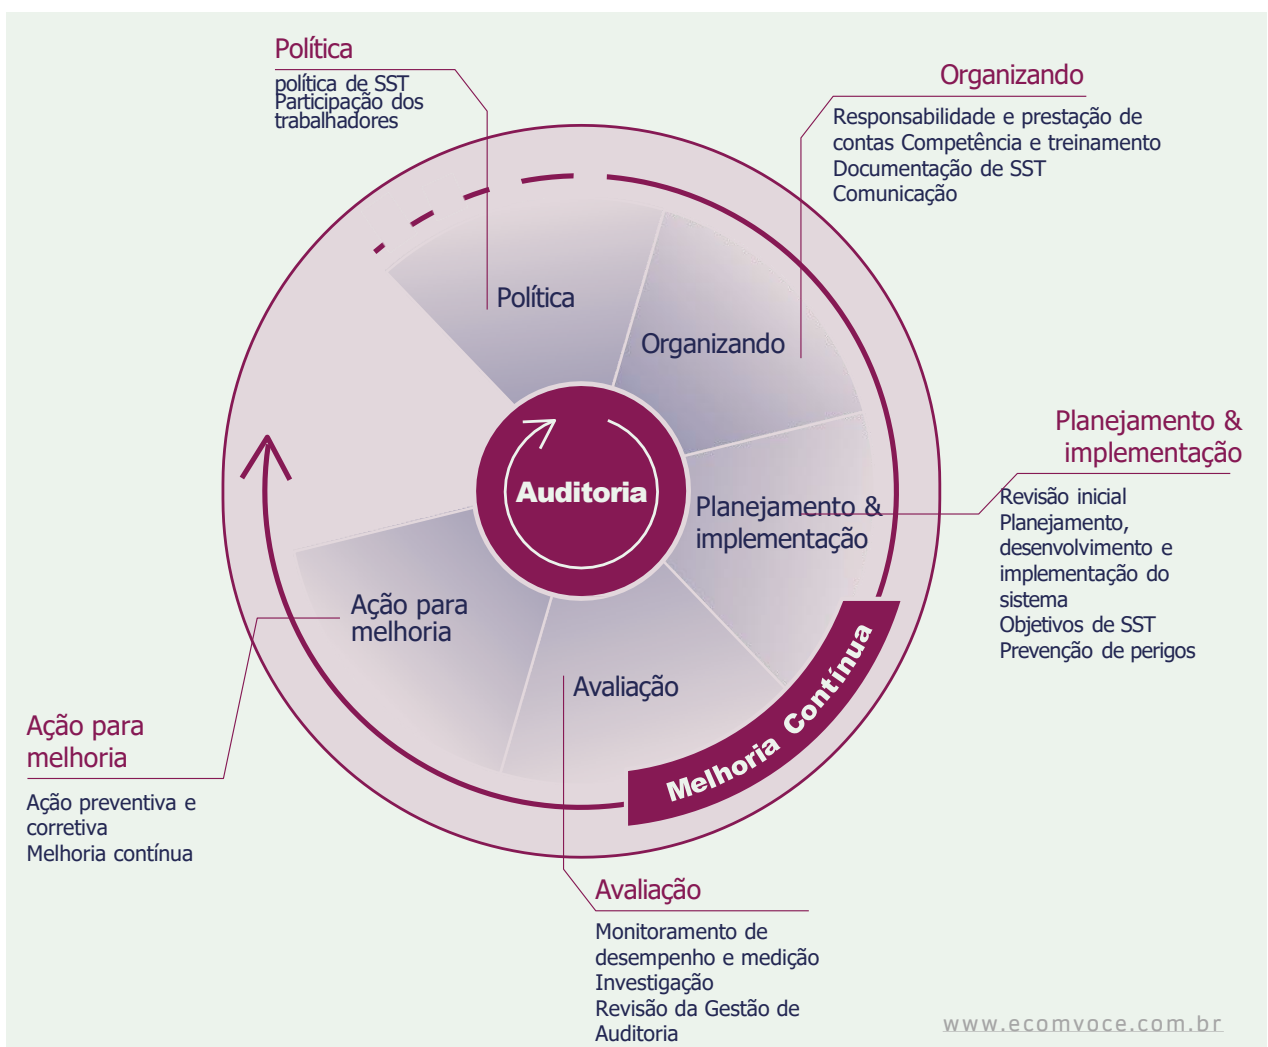 Política
política de SST
Participação dos
trabalhadores
Organizando
Responsabilidade e prestação de
contas Competência e treinamento
Documentação de SST
Comunicação
Política
Organizando
Planejamento &
implementação
Revisão inicial
Planejamento,
desenvolvimento e
implementação do
sistema
Objetivos de SST
Prevenção de perigos
Auditoria
Planejamento &
implementação
Ação para
melhoria
Avaliação
Melhoria Contínua
Ação para
melhoria
Ação preventiva e
corretiva
Melhoria contínua
Avaliação
Monitoramento de
desempenho e medição
Investigação
Revisão da Gestão de
Auditoria
www.ecomvoce.com.br